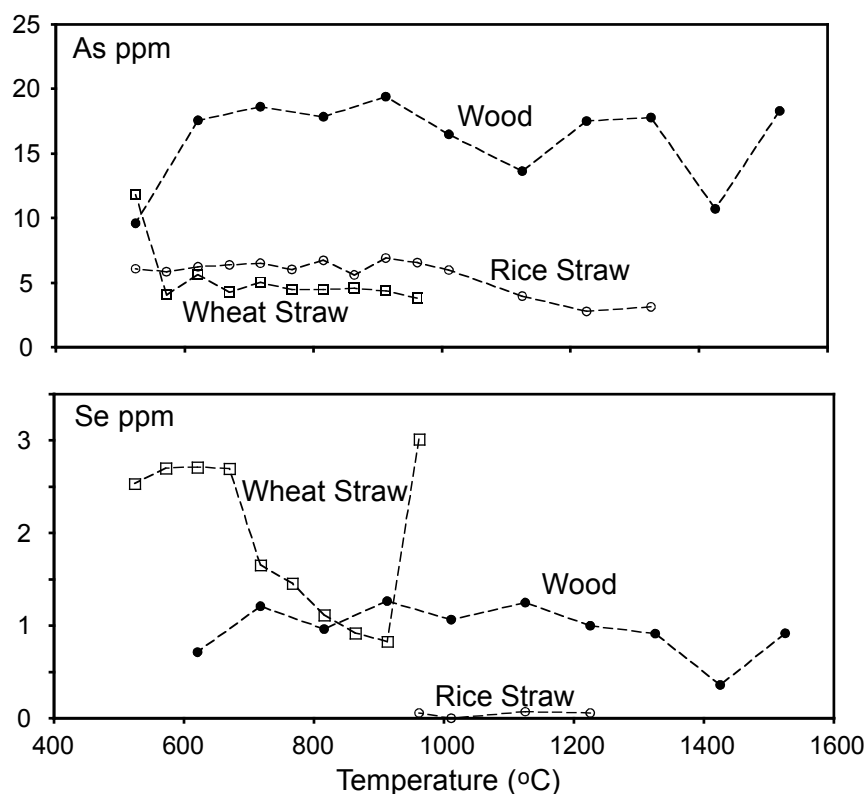 25
As ppm
20
Wood
15
10
Rice Straw
5
Wheat Straw
0
Se ppm
3
Wheat Straw
2
Wood
1
Rice Straw
0
400 600 800 1000 1200 1400 1600
Temperature (oC)